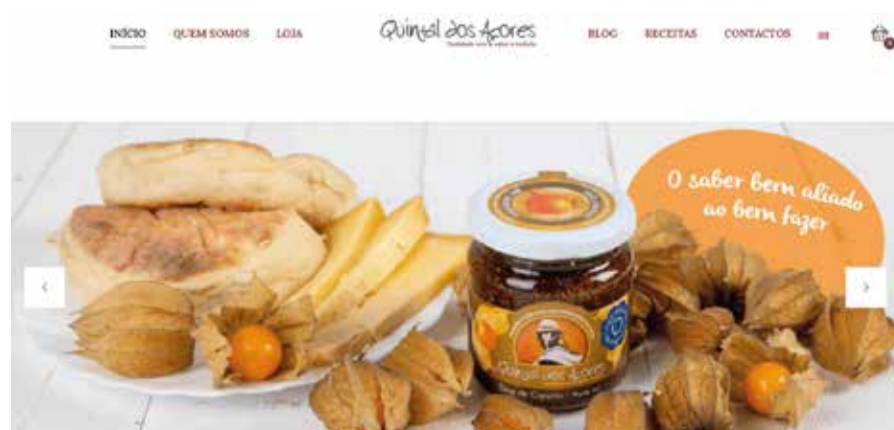 INÍCIO QUEM SOMOS LOJA
Quintal dos Açores
BLOG RECEITAS CONTACTOS
0
O saber bem aliado
ao bem fazer
Quintal dos Açores